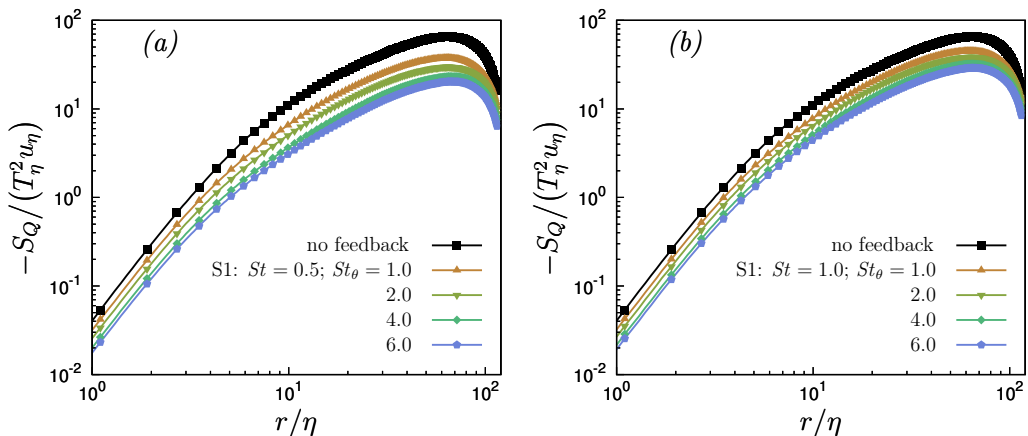 (a)
−S_Q/(T_η^2 u_η)
10^2
10^1
10^0
10^-1
10^-2
no feedback
S1: St = 0.5; St_θ = 1.0
2.0
4.0
6.0
10^0
10^1
10^2
r/η
(b)
−S_Q/(T_η^2 u_η)
10^2
10^1
10^0
10^-1
10^-2
no feedback
S1: St = 1.0; St_θ = 1.0
2.0
4.0
6.0
10^0
10^1
10^2
r/η